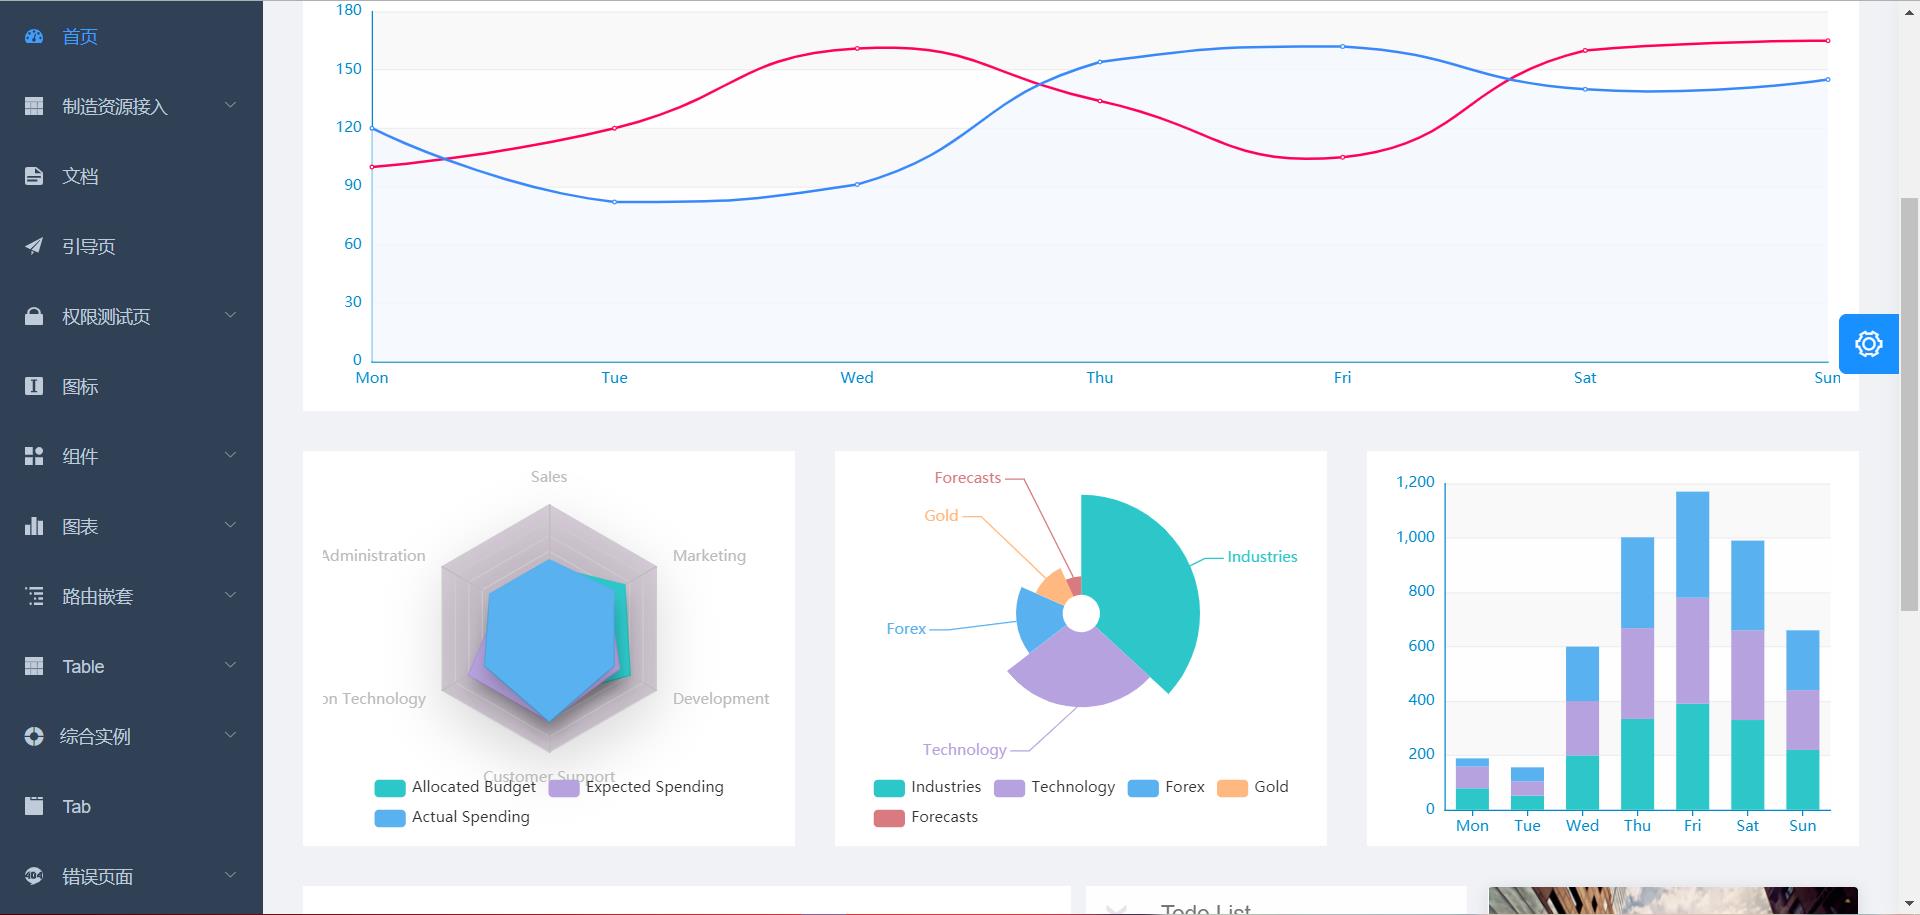 首页
制造资源接入
文档
引导页
权限测试页
图标
组件
图表
路由嵌套
Table
综合实例
Tab
404
错误页面
180
150
120
90
60
30
0
Mon Tue Wed Thu Fri Sat Sun
Sales
Administration
Marketing
on Technology
Development
Customer Support
Allocated Budget Expected Spending
Actual Spending
Forecasts
Gold
Industries
Forex
Technology
Industries Technology Forex Gold
Forecasts
1,200
1,000
800
600
400
200
0
Mon Tue Wed Thu Fri Sat Sun
Todo List